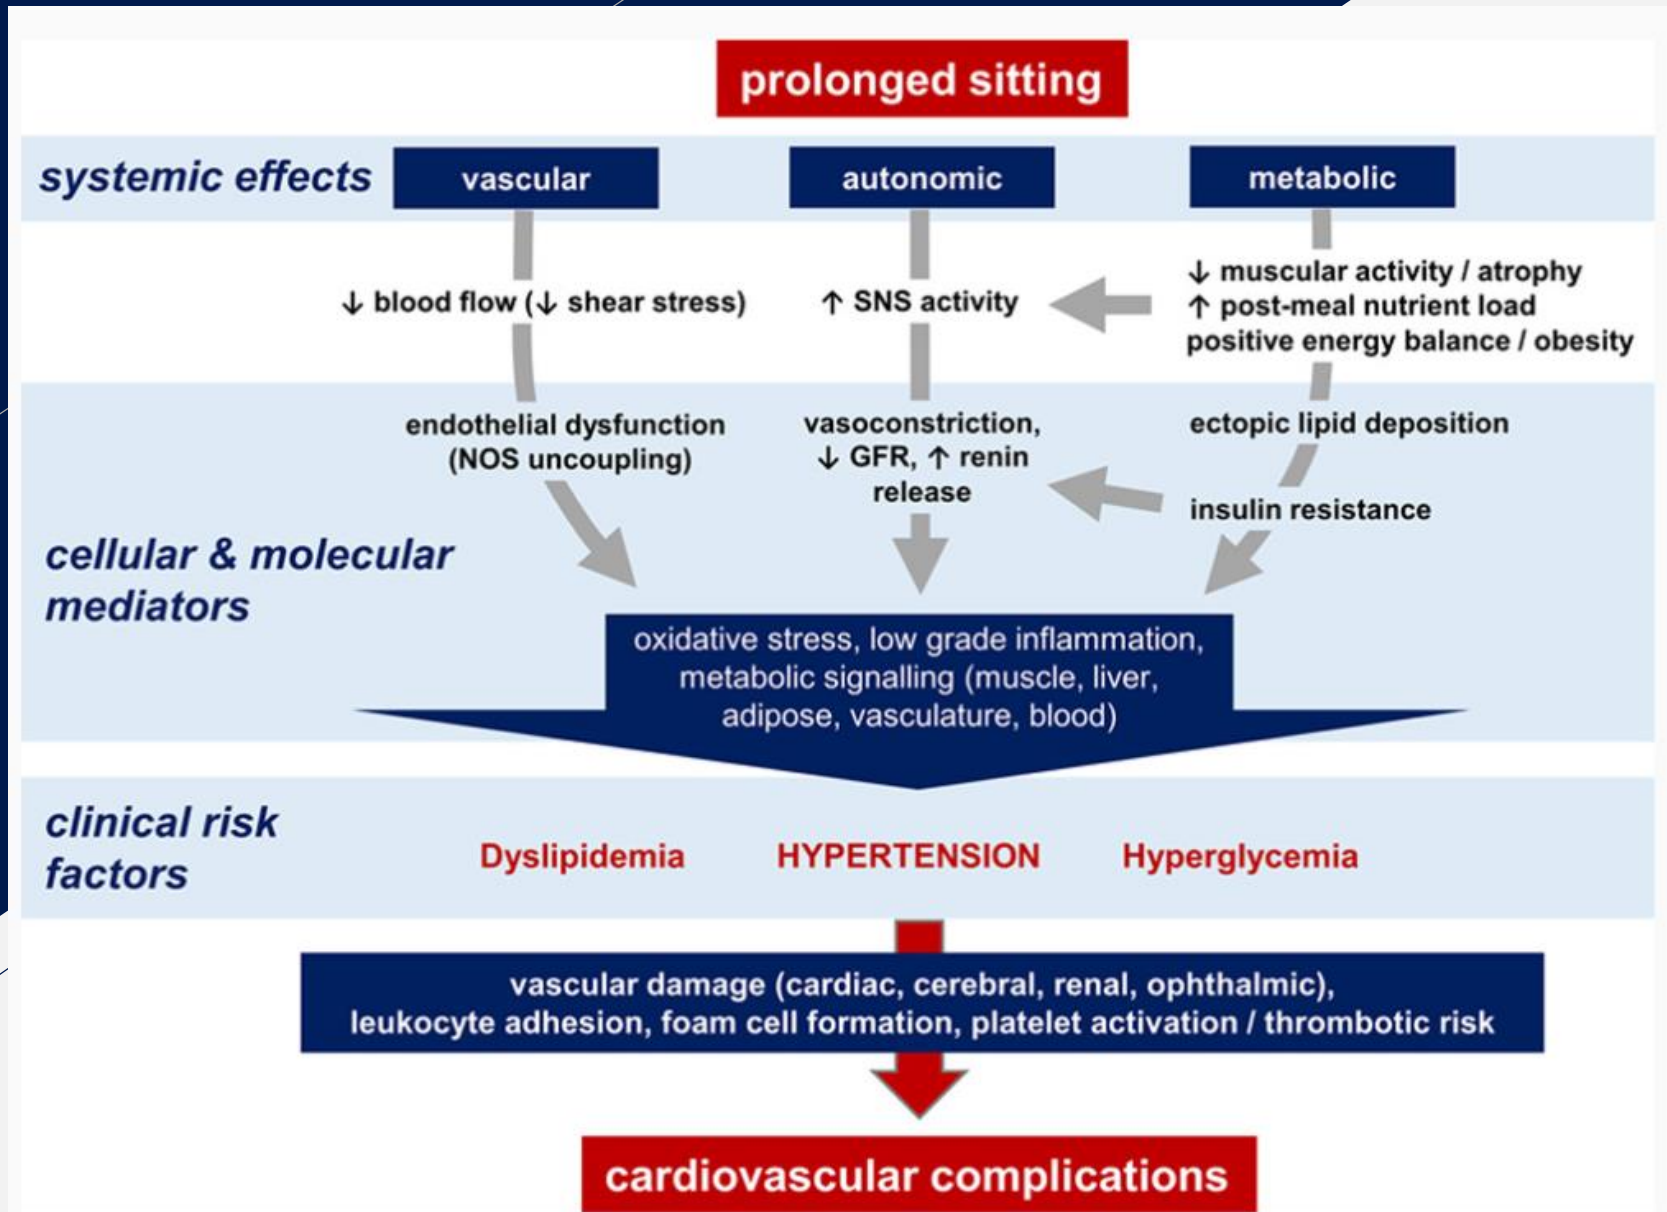 prolonged sitting
systemic effects
vascular
autonomic
metabolic
↓ blood flow (↓ shear stress)
↑ SNS activity
↓ muscular activity / atrophy
↑ post-meal nutrient load
positive energy balance / obesity
cellular & molecular
mediators
endothelial dysfunction
(NOS uncoupling)
vasoconstriction,
↓ GFR, ↑ renin
release
ectopic lipid deposition
insulin resistance
oxidative stress, low grade inflammation,
metabolic signalling (muscle, liver,
adipose, vasculature, blood)
clinical risk
factors
Dyslipidemia
HYPERTENSION
Hyperglycemia
vascular damage (cardiac, cerebral, renal, ophthalmic),
leukocyte adhesion, foam cell formation, platelet activation / thrombotic risk
cardiovascular complications